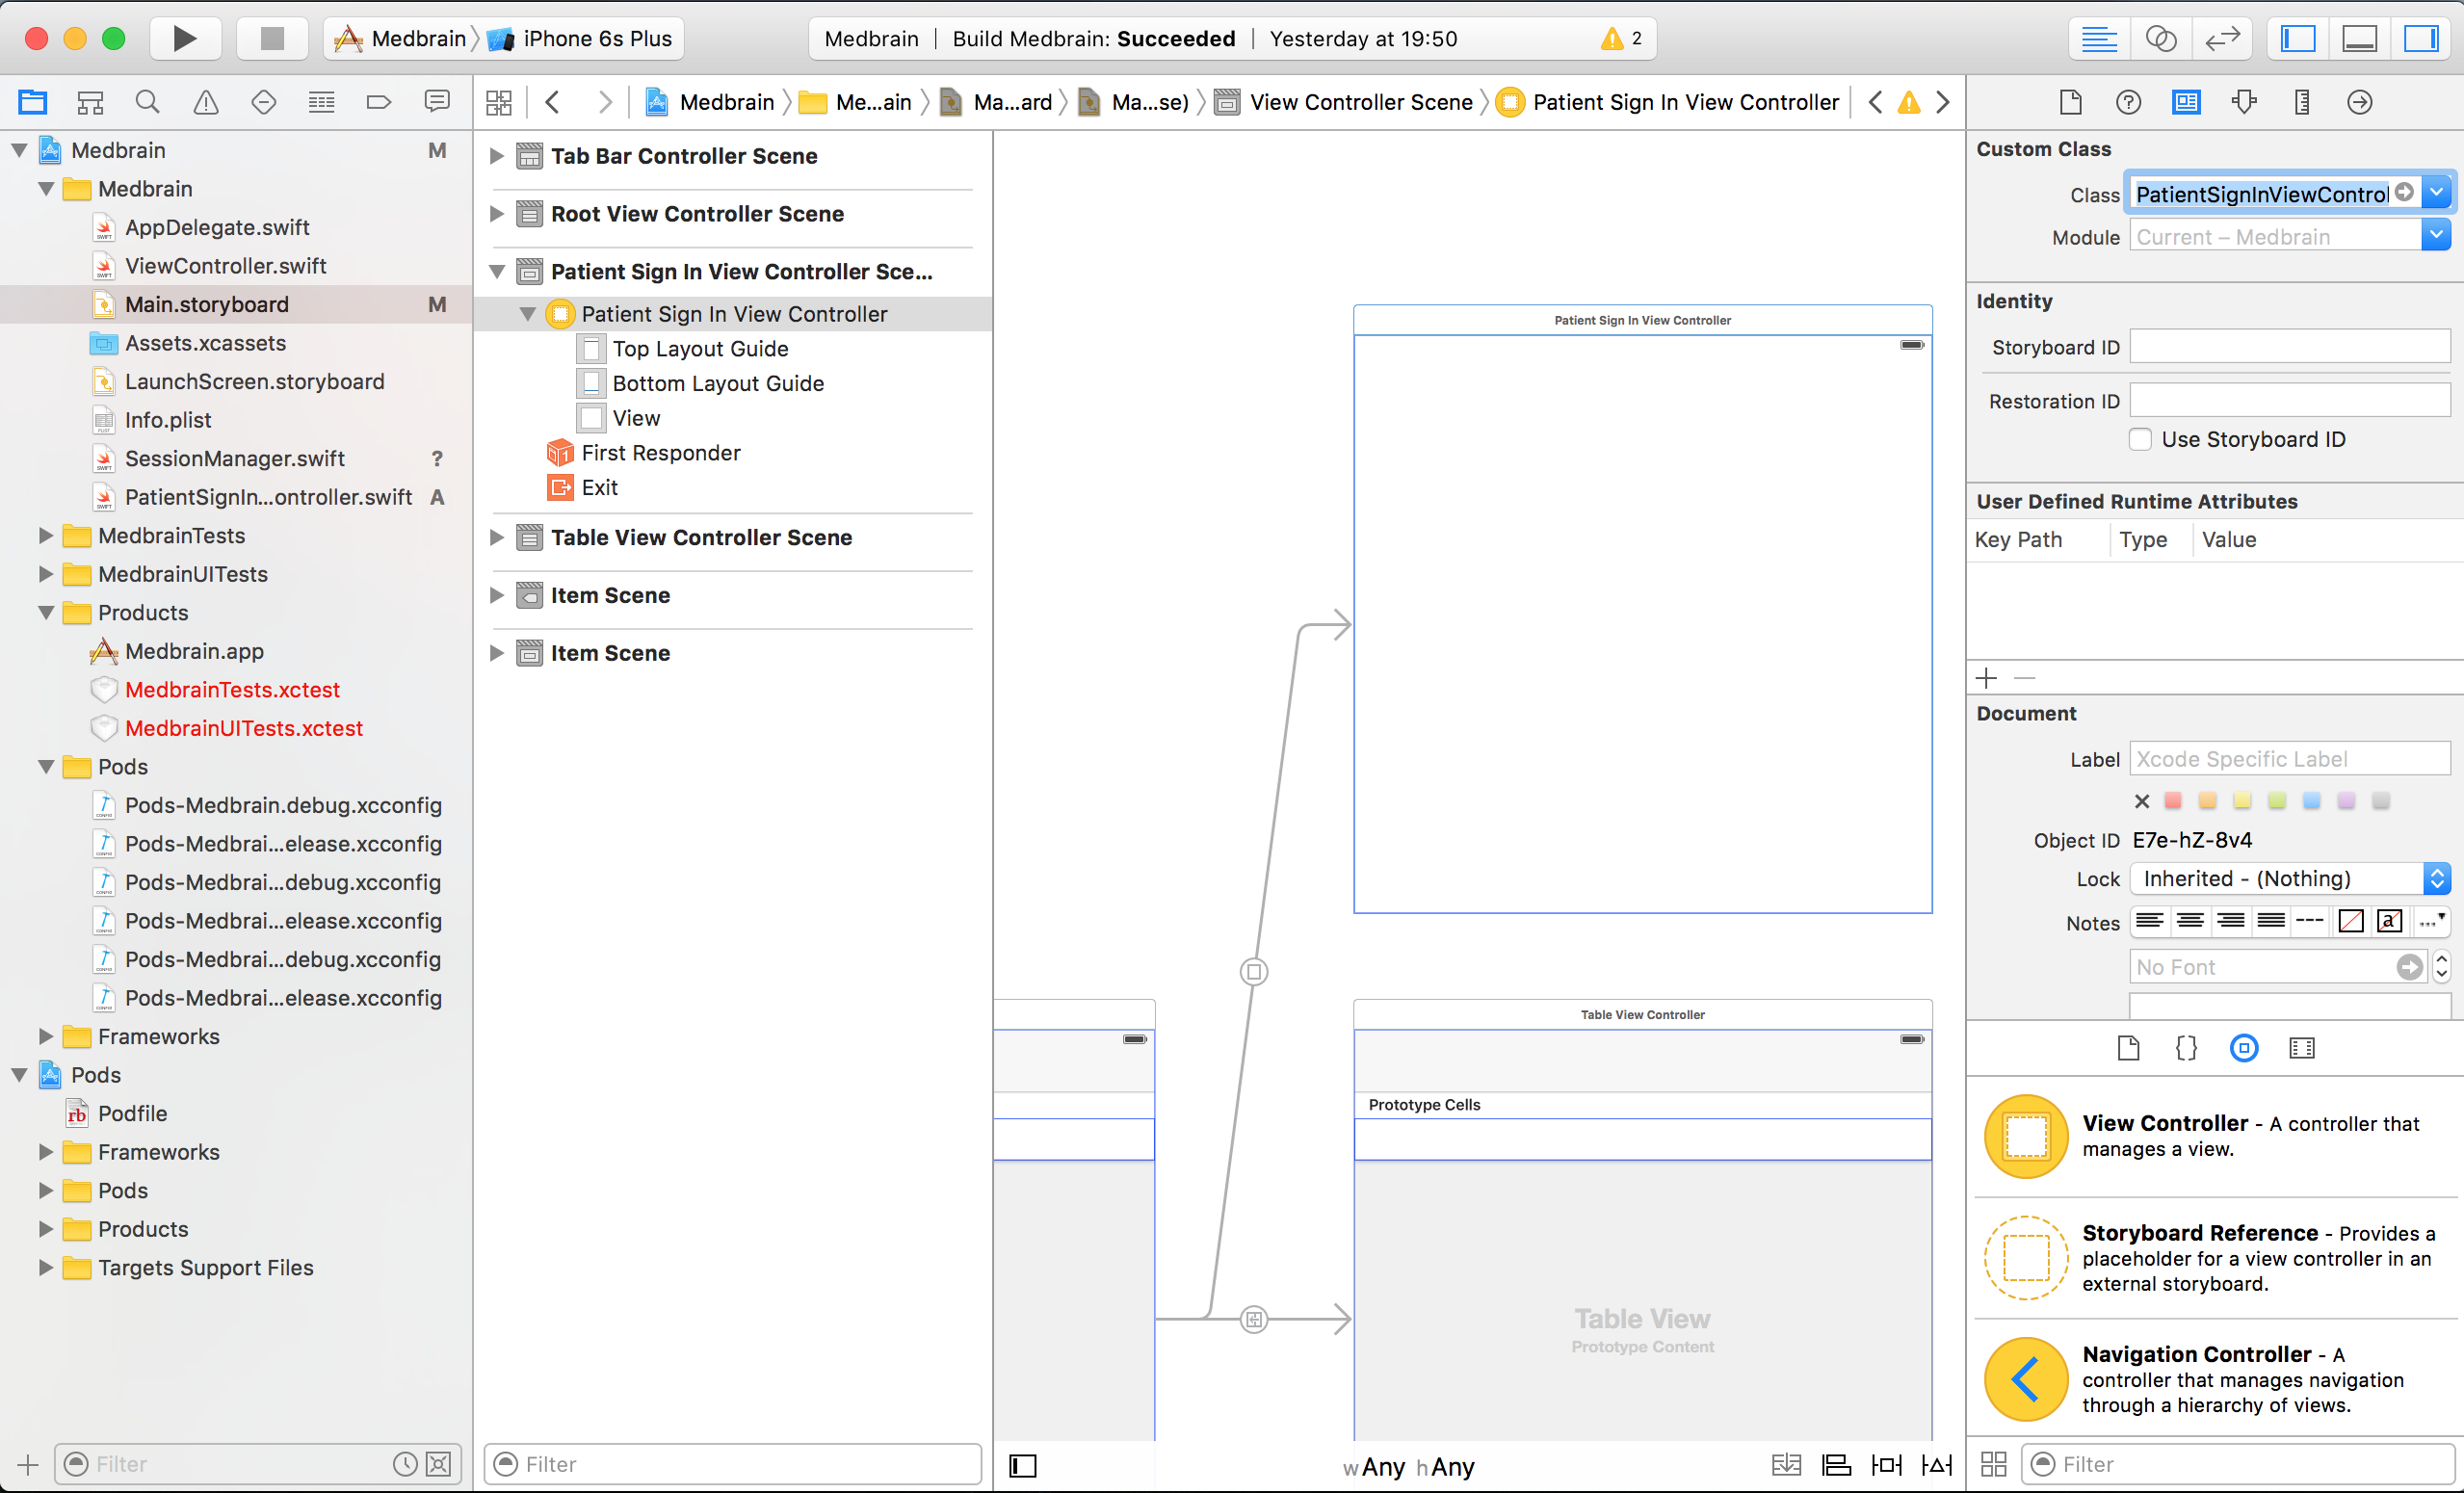 Medbrain iPhone 6s Plus
Medbrain Build Medbrain: Succeeded Yesterday at 19:50 2
Medbrain Me...ain Ma...ard Ma...se) View Controller Scene Patient Sign In View Controller
Medbrain M
Medbrain
AppDelegate.swift
ViewController.swift
Main.storyboard M
Assets.xcassets
LaunchScreen.storyboard
Info.plist
SessionManager.swift ?
PatientSignIn...ontroller.swift A
MedbrainTests
MedbrainUITests
Products
Medbrain.app
MedbrainTests.xctest
MedbrainUITests.xctest
Pods
Pods-Medbrain.debug.xcconfig
Pods-Medbrai...elease.xcconfig
Pods-Medbrai...debug.xcconfig
Pods-Medbrai...elease.xcconfig
Pods-Medbrai...debug.xcconfig
Pods-Medbrai...elease.xcconfig
Frameworks
Pods
Podfile
Frameworks
Pods
Products
Targets Support Files
Filter
Tab Bar Controller Scene
Root View Controller Scene
Patient Sign In View Controller Sce...
Patient Sign In View Controller
Top Layout Guide
Bottom Layout Guide
View
First Responder
Exit
Table View Controller Scene
Item Scene
Item Scene
Filter
Patient Sign In View Controller
Table View Controller
Prototype Cells
Table View
Prototype Content
wAny hAny
Custom Class
Class PatientSignInViewControl
Module Current – Medbrain
Identity
Storyboard ID
Restoration ID
Use Storyboard ID
User Defined Runtime Attributes
Key Path Type Value
Document
Label Xcode Specific Label
Object ID E7e-hZ-8v4
Lock Inherited - (Nothing)
Notes
No Font
View Controller - A controller that
manages a view.
Storyboard Reference - Provides a
placeholder for a view controller in an
external storyboard.
Navigation Controller - A
controller that manages navigation
through a hierarchy of views.
Filter